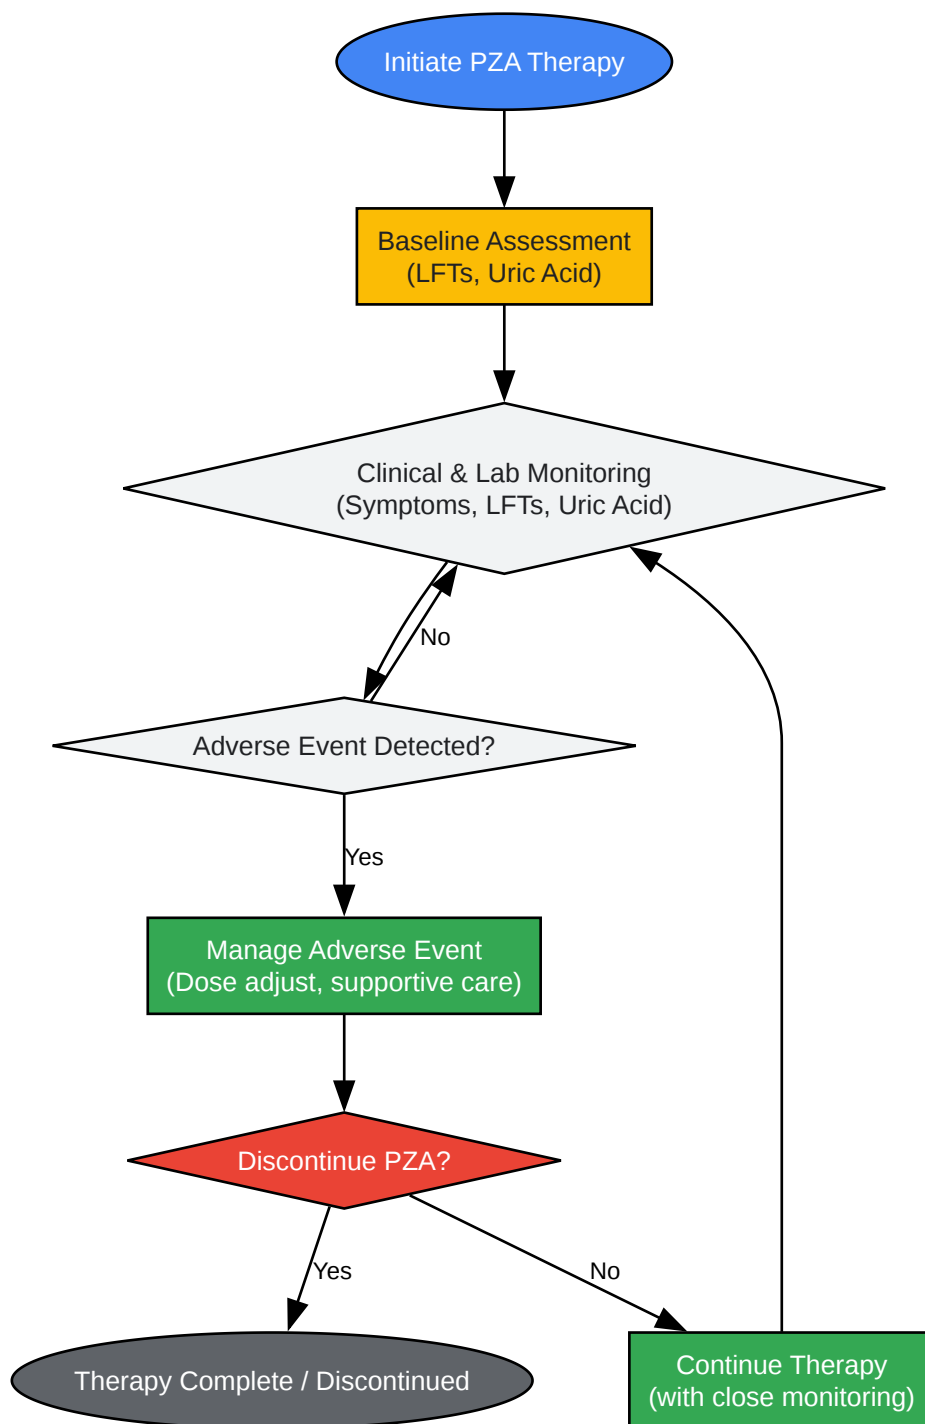 Initiate PZA Therapy
Baseline Assessment
(LFTs, Uric Acid)
Clinical & Lab Monitoring
(Symptoms, LFTs, Uric Acid)
No
Adverse Event Detected?
Yes
Manage Adverse Event
(Dose adjust, supportive care)
Discontinue PZA?
Yes
No
Therapy Complete / Discontinued
Continue Therapy
(with close monitoring)